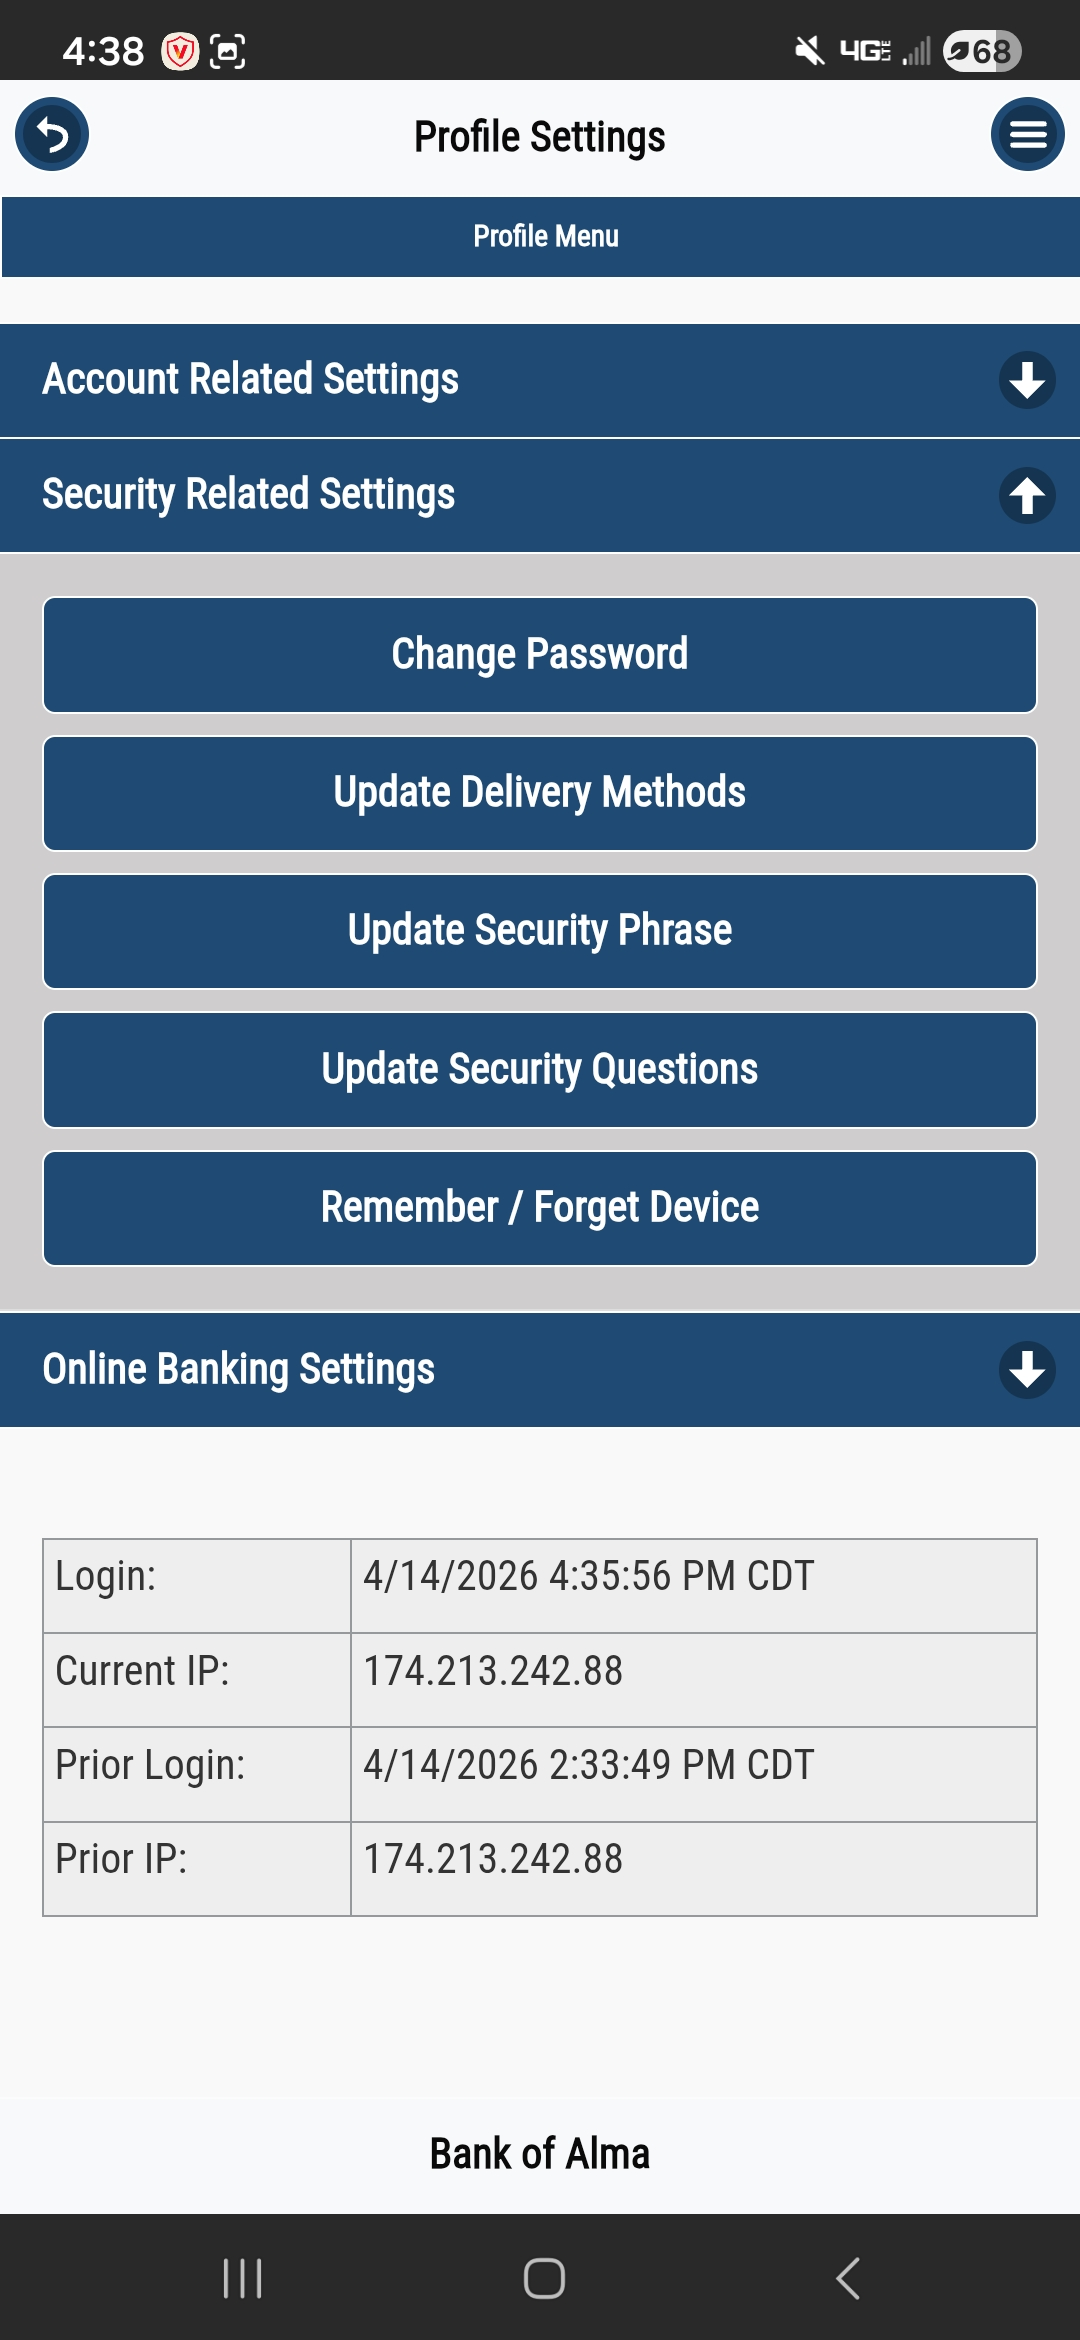 4:38 4G LTE 68
Profile Settings
Profile Menu
Account Related Settings
Security Related Settings
Change Password
Update Delivery Methods
Update Security Phrase
Update Security Questions
Remember / Forget Device
Online Banking Settings
Login: 4/14/2026 4:35:56 PM CDT
Current IP: 174.213.242.88
Prior Login: 4/14/2026 2:33:49 PM CDT
Prior IP: 174.213.242.88
Bank of Alma